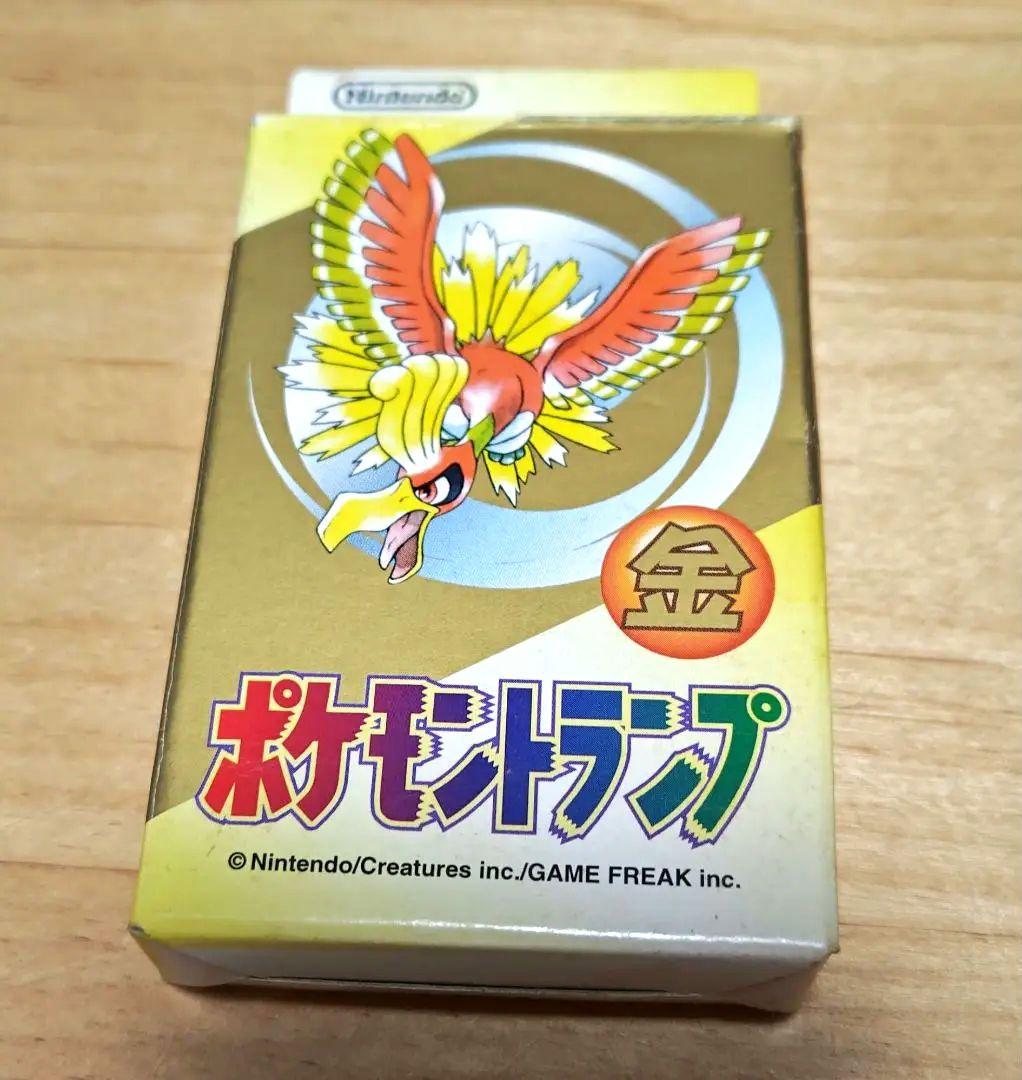 Nintendo
金
ポケモントランプ
©Nintendo/Creatures inc./GAME FREAK inc.